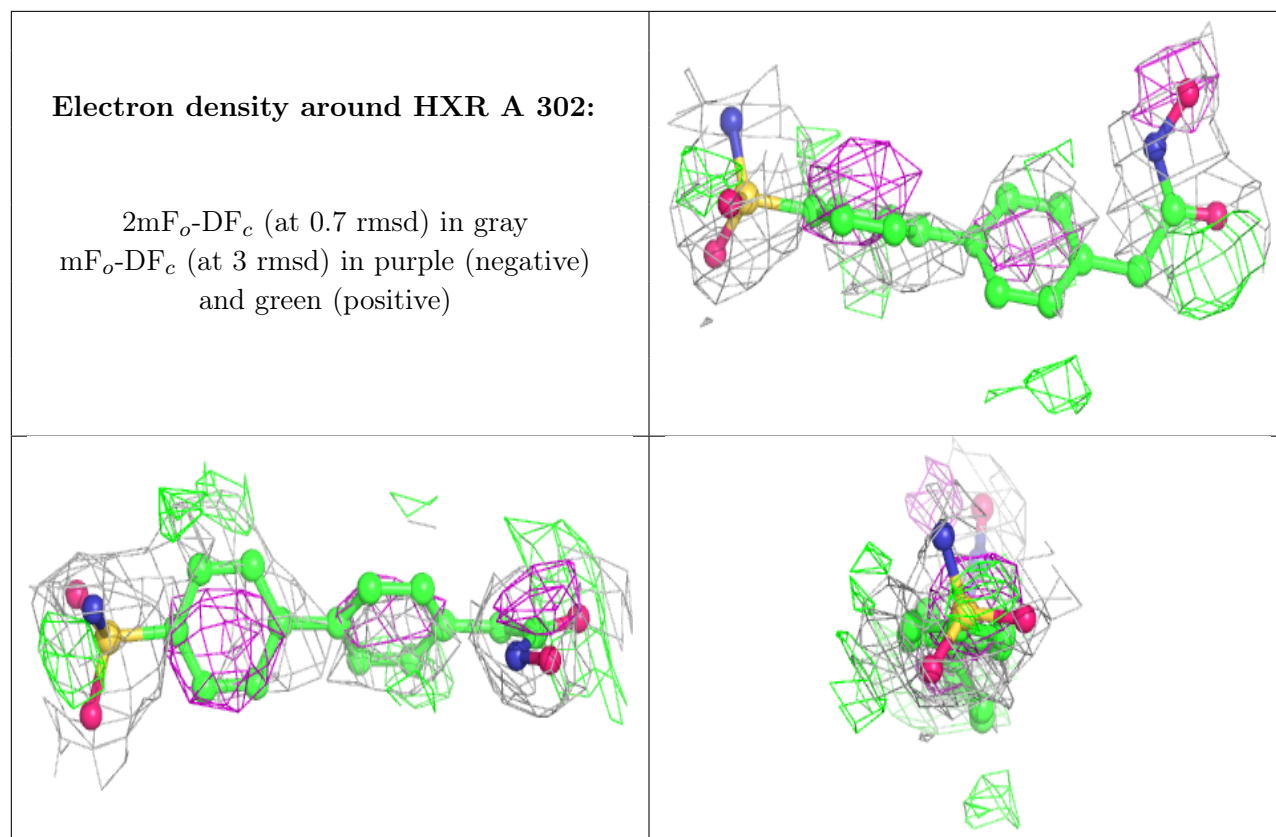 Electron density around HXR A 302:
2mFo-DFc (at 0.7 rmsd) in gray
mFo-DFc (at 3 rmsd) in purple (negative)
and green (positive)